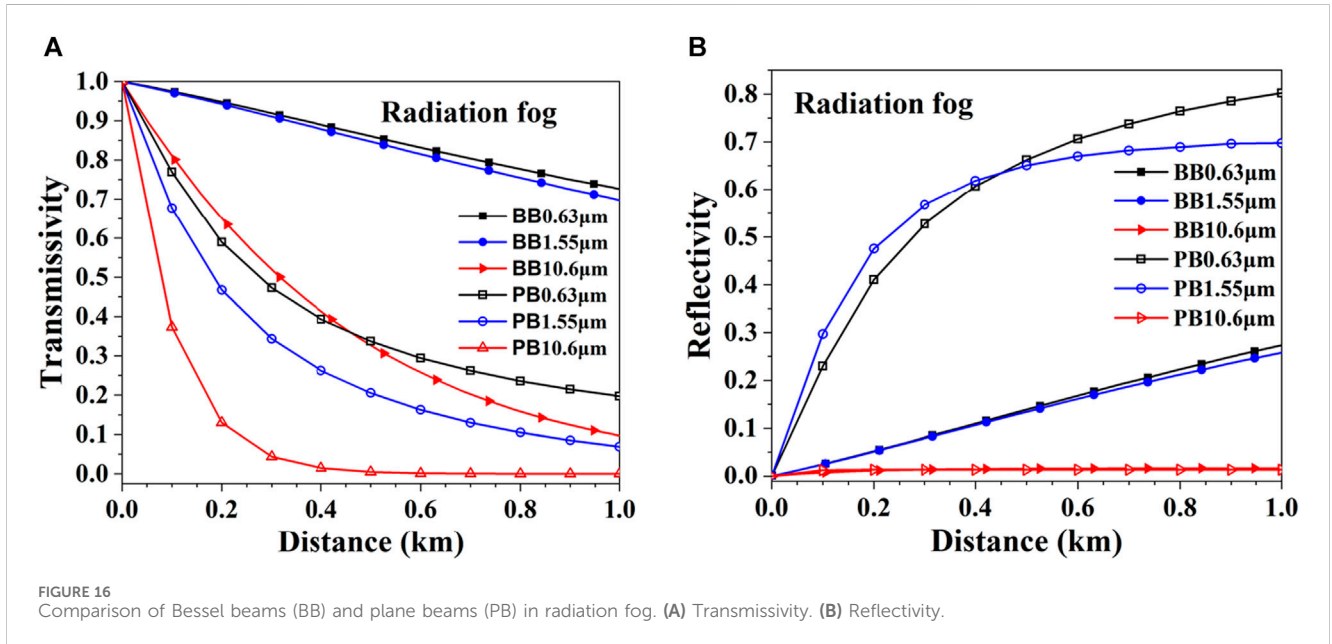 A
Transmissivity
1.0
0.9
0.8
0.7
0.6
0.5
0.4
0.3
0.2
0.1
0.0
Radiation fog
BB0.63μm
BB1.55μm
BB10.6μm
PB0.63μm
PB1.55μm
PB10.6μm
0.0 0.2 0.4 0.6 0.8 1.0
Distance (km)
B
Reflectivity
0.8
0.7
0.6
0.5
0.4
0.3
0.2
0.1
0.0
Radiation fog
BB0.63μm
BB1.55μm
BB10.6μm
PB0.63μm
PB1.55μm
PB10.6μm
0.0 0.2 0.4 0.6 0.8 1.0
Distance (km)
FIGURE 16
Comparison of Bessel beams (BB) and plane beams (PB) in radiation fog. (A) Transmissivity. (B) Reflectivity.